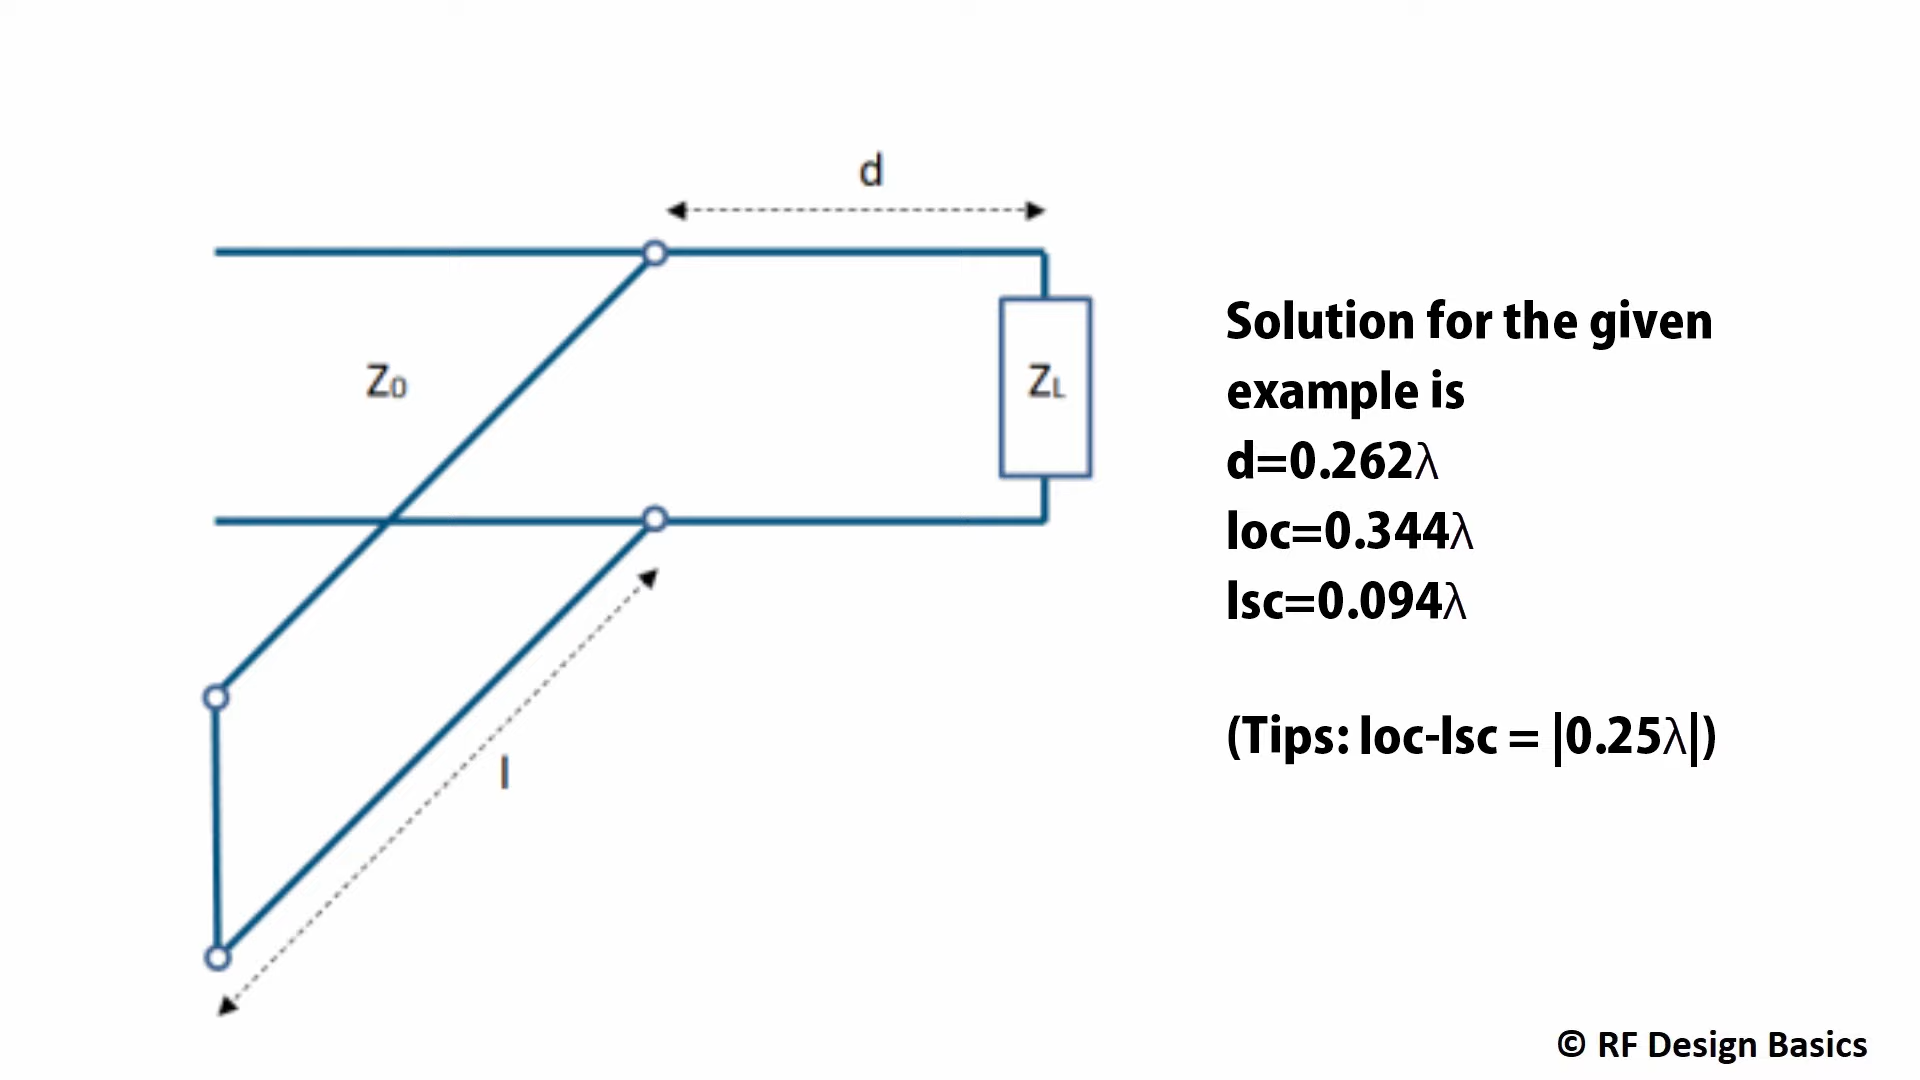 d
Z₀
Z_L
l
Solution for the given
example is
d=0.262λ
loc=0.344λ
lsc=0.094λ
(Tips: loc-lsc = |0.25λ|)
© RF Design Basics